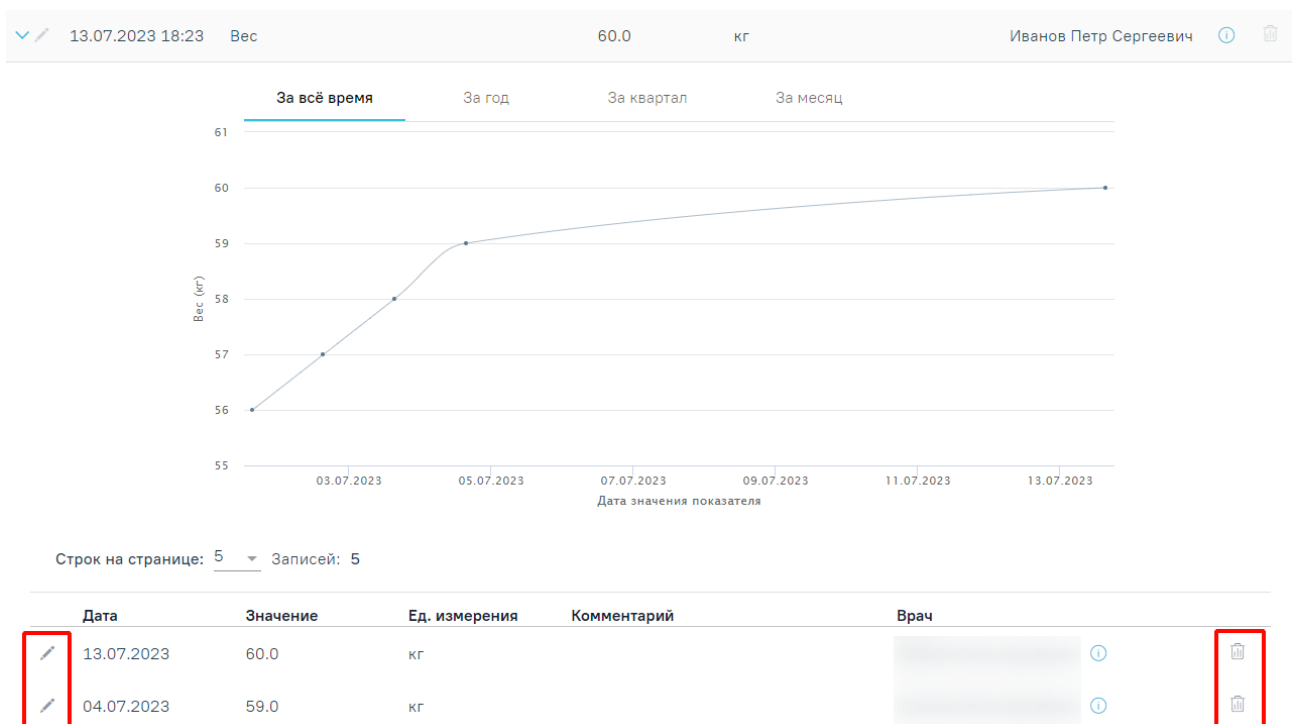 13.07.2023 18:23 Вес 60.0 кг Иванов Петр Сергеевич
За всё время За год За квартал За месяц
61
60
59
58
57
56
55
Вес (кг)
03.07.2023 05.07.2023 07.07.2023 09.07.2023 11.07.2023 13.07.2023
Дата значения показателя
Строк на странице: 5 Записей: 5
Дата Значение Ед. измерения Комментарий Врач
13.07.2023 60.0 кг
04.07.2023 59.0 кг